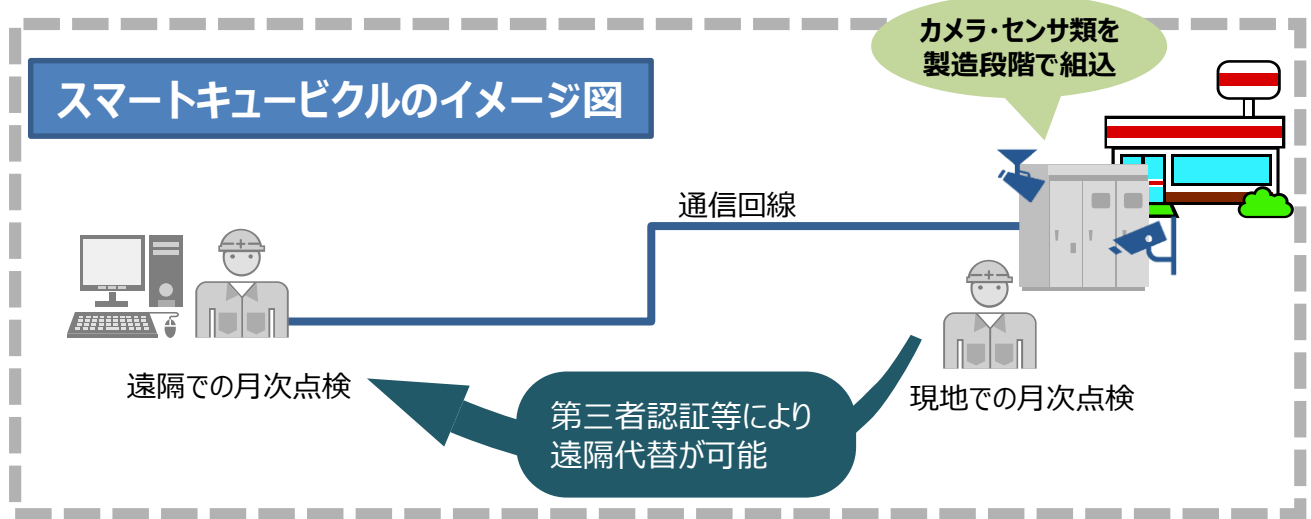 カメラ・センサ類を
製造段階で組込
スマートキュービクルのイメージ図
通信回線
遠隔での月次点検
現地での月次点検
第三者認証等により
遠隔代替が可能